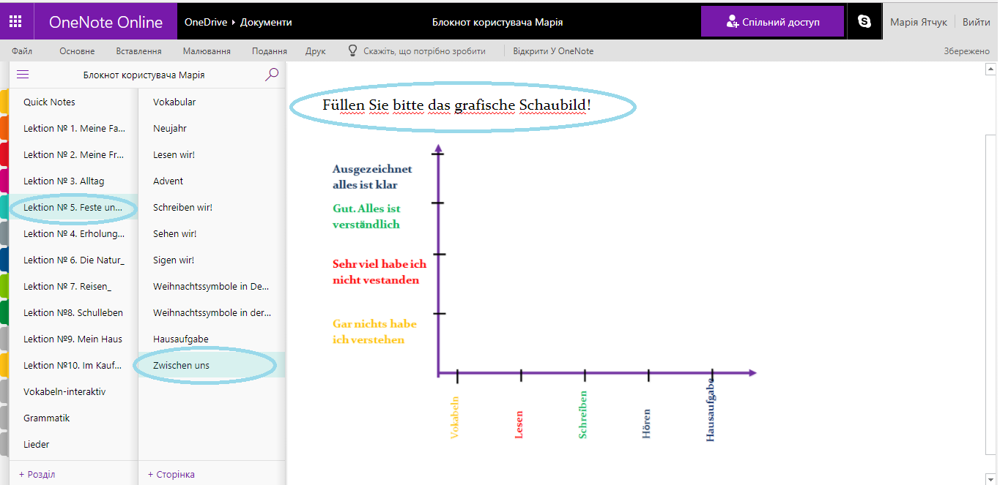 OneNote Online
OneDrive ▸ Документи
Блокнот користувача Марія
Спільний доступ
Марія Ятчук
Вийти
Файл
Основне
Вставлення
Малювання
Подання
Друк
Скажіть, що потрібно зробити
Відкрити У OneNote
Збережено
Блокнот користувача Марія
Quick Notes
Lektion № 1. Meine Fa...
Lektion № 2. Meine Fr...
Lektion № 3. Alltag
Lektion № 5. Feste un...
Lektion № 4. Erholung...
Lektion № 6. Die Natur_
Lektion № 7. Reisen_
Lektion №8. Schulleben
Lektion №9. Mein Haus
Lektion №10. Im Kauf...
Vokabeln-interaktiv
Grammatik
Lieder
+ Розділ
Vokabular
Neujahr
Lesen wir!
Advent
Schreiben wir!
Sehen wir!
Sigen wir!
Weihnachtssymbole in De...
Weihnachtssymbole in der...
Hausaufgabe
Zwischen uns
+ Сторінка
Füllen Sie bitte das grafische Schaubild!
Ausgezeichnet
alles ist klar
Gut. Alles ist
verständlich
Sehr viel habe ich
nicht vestanden
Gar nichts habe
ich verstehen
Vokabeln
Lesen
Schreiben
Hören
Hausaufgabe